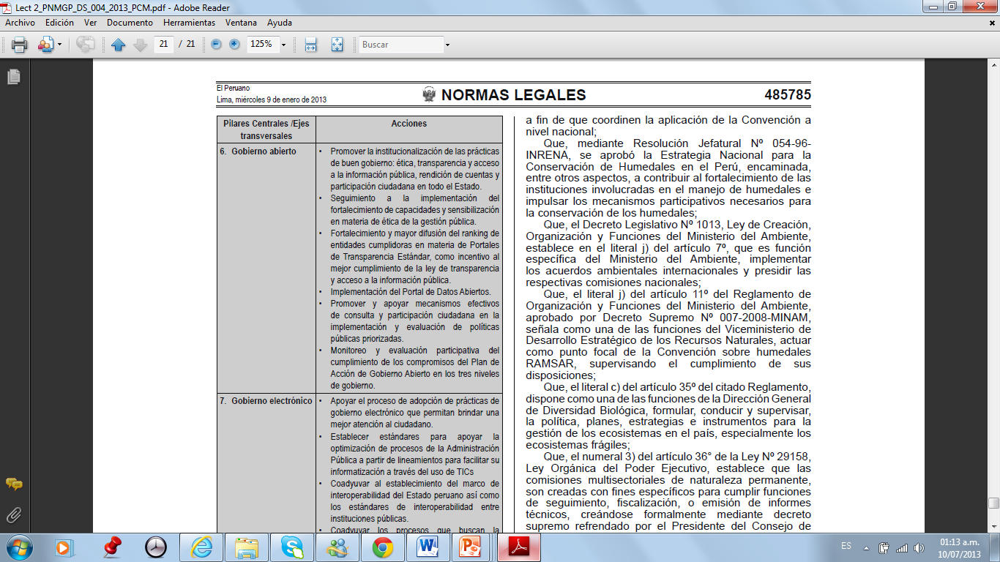 Lect 2_PNMGP_DS_004_2013_PCM.pdf - Adobe Reader
Archivo Edición Ver Documento Herramientas Ventana Ayuda
21 / 21 125% Buscar
El Peruano
Lima, miércoles 9 de enero de 2013
NORMAS LEGALES
485785
Pilares Centrales /Ejes
transversales
Acciones
6. Gobierno abierto
• Promover la institucionalización de las prácticas
de buen gobierno: ética, transparencia y acceso
a la información pública, rendición de cuentas y
participación ciudadana en todo el Estado.
• Seguimiento a la implementación del
fortalecimiento de capacidades y sensibilización
en materia de ética de la gestión pública.
• Fortalecimiento y mayor difusión del ranking de
entidades cumplidoras en materia de Portales
de Transparencia Estándar, como incentivo al
mejor cumplimiento de la ley de transparencia
y acceso a la información pública.
• Implementación del Portal de Datos Abiertos.
• Promover y apoyar mecanismos efectivos
de consulta y participación ciudadana en la
implementación y evaluación de políticas
públicas priorizadas.
• Monitoreo y evaluación participativa del
cumplimiento de los compromisos del Plan de
Acción de Gobierno Abierto en los tres niveles
de gobierno.
7. Gobierno electrónico
• Apoyar el proceso de adopción de prácticas de
gobierno electrónico que permitan brindar una
mejor atención al ciudadano.
• Establecer estándares para apoyar la
optimización de procesos de la Administración
Pública a partir de lineamientos para facilitar su
informatización a través del uso de TICs
• Coadyuvar al establecimiento del marco de
interoperabilidad del Estado peruano así como
los estándares de interoperabilidad entre
instituciones públicas.
• Coadyuvar los procesos que buscan la
a fin de que coordinen la aplicación de la Convención a
nivel nacional;
Que, mediante Resolución Jefatural Nº 054-96-
INRENA, se aprobó la Estrategia Nacional para la
Conservación de Humedales en el Perú, encaminada,
entre otros aspectos, a contribuir al fortalecimiento de las
instituciones involucradas en el manejo de humedales e
impulsar los mecanismos participativos necesarios para
la conservación de los humedales;
Que, el Decreto Legislativo Nº 1013, Ley de Creación,
Organización y Funciones del Ministerio del Ambiente,
establece en el literal j) del artículo 7º, que es función
específica del Ministerio del Ambiente, implementar
los acuerdos ambientales internacionales y presidir las
respectivas comisiones nacionales;
Que, el literal j) del artículo 11º del Reglamento de
Organización y Funciones del Ministerio del Ambiente,
aprobado por Decreto Supremo Nº 007-2008-MINAM,
señala como una de las funciones del Viceministerio de
Desarrollo Estratégico de los Recursos Naturales, actuar
como punto focal de la Convención sobre humedales
RAMSAR, supervisando el cumplimiento de sus
disposiciones;
Que, el literal c) del artículo 35º del citado Reglamento,
dispone como una de las funciones de la Dirección General
de Diversidad Biológica, formular, conducir y supervisar,
la política, planes, estrategias e instrumentos para la
gestión de los ecosistemas en el país, especialmente los
ecosistemas frágiles;
Que, el numeral 3) del artículo 36° de la Ley Nº 29158,
Ley Orgánica del Poder Ejecutivo, establece que las
comisiones multisectoriales de naturaleza permanente,
son creadas con fines específicos para cumplir funciones
de seguimiento, fiscalización, o emisión de informes
técnicos, creándose formalmente mediante decreto
supremo refrendado por el Presidente del Consejo de
ES
01:13 a.m.
10/07/2013